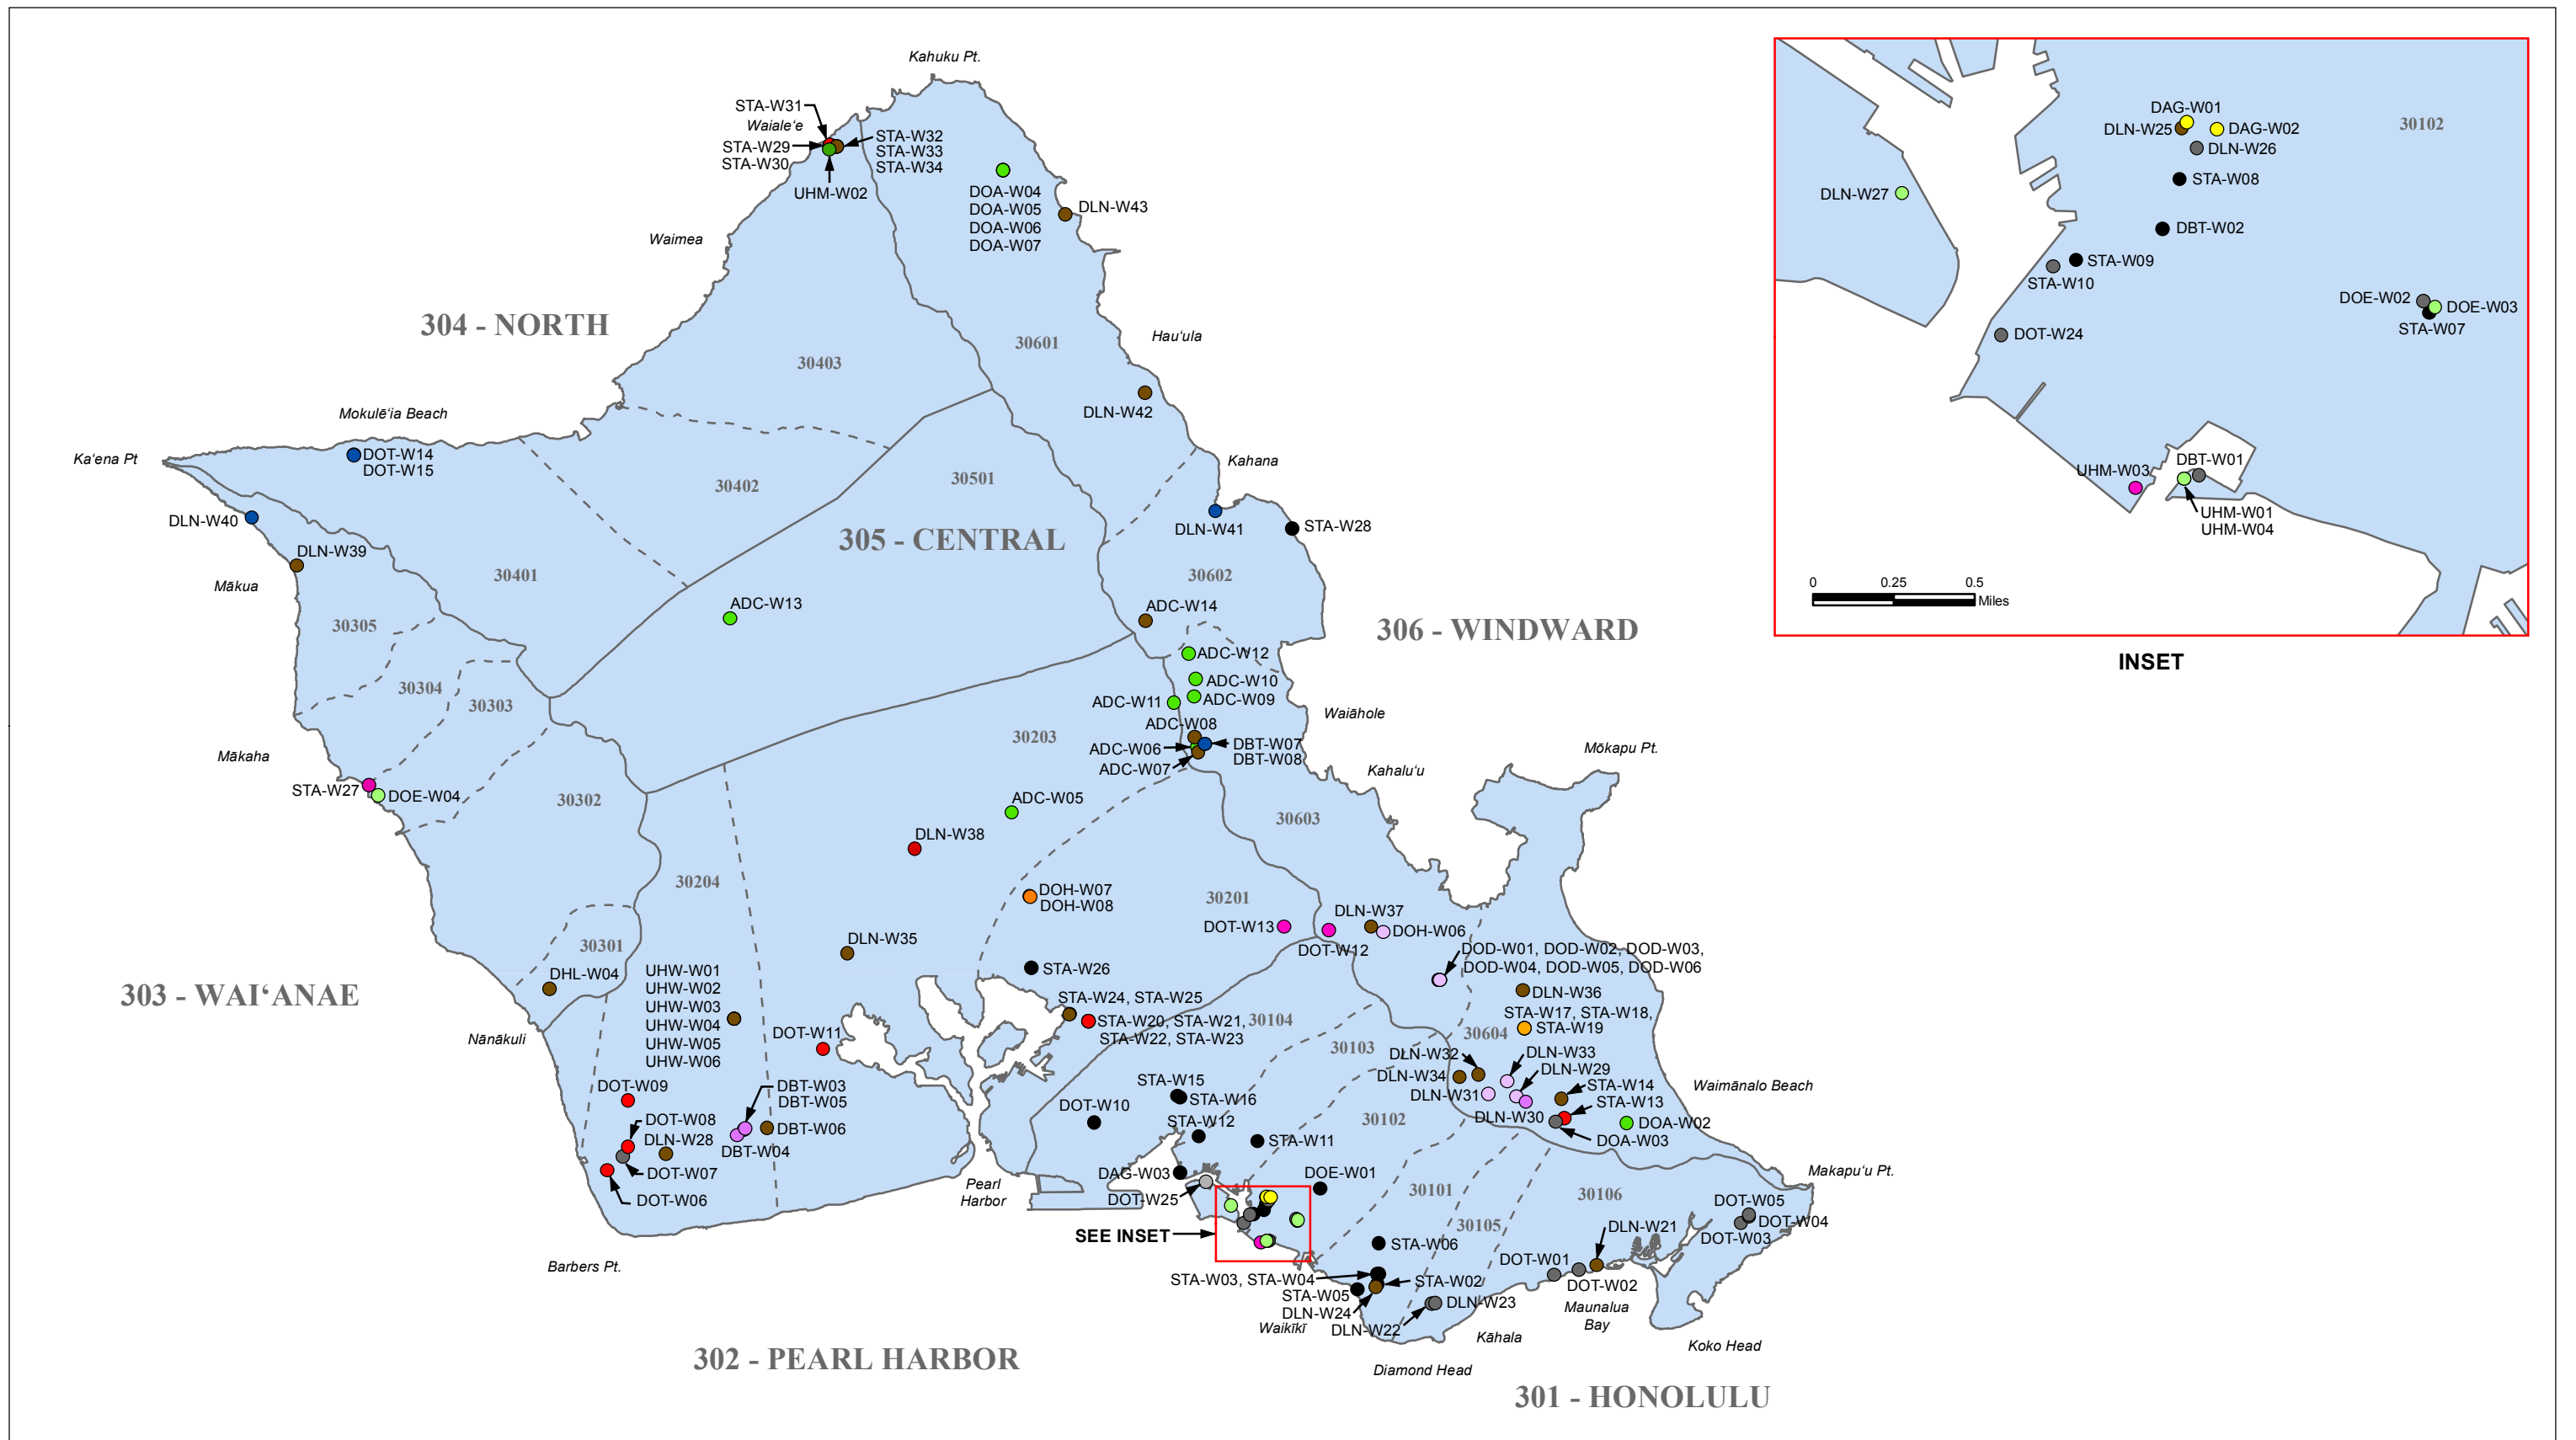 Kahuku Pt.
STA-W31
Waiale‘e
STA-W29
STA-W30
STA-W32
STA-W33
STA-W34
UHM-W02
DOA-W04
DOA-W05
DOA-W06
DOA-W07
DLN-W43
Waimea
304 - NORTH
30403
30601
Hau‘ula
DLN-W42
Mokulē‘ia Beach
Ka‘ena Pt
DOT-W14
DOT-W15
30402
30501
Kahana
DLN-W40
305 - CENTRAL
DLN-W41
STA-W28
DLN-W39
Mākua
30401
30602
ADC-W13
ADC-W14
30305
306 - WINDWARD
ADC-W12
30304
30303
ADC-W10
ADC-W09
ADC-W11
Waiāhole
ADC-W08
30203
ADC-W06
ADC-W07
DBT-W07
DBT-W08
Mōkapu Pt.
Mākaha
Kahalu‘u
STA-W27
DOE-W04
30302
ADC-W05
30603
DLN-W38
30204
DOH-W07
DOH-W08
30201
DOT-W13
DOT-W12
DLN-W37
DOH-W06
30301
DLN-W35
DOD-W01, DOD-W02, DOD-W03,
DOD-W04, DOD-W05, DOD-W06
STA-W26
DHL-W04
UHW-W01
UHW-W02
UHW-W03
UHW-W04
UHW-W05
UHW-W06
303 - WAI‘ANAE
DLN-W36
STA-W24, STA-W25
STA-W20, STA-W21,
STA-W22, STA-W23
30104
STA-W17, STA-W18,
STA-W19
Nānākuli
DOT-W11
30103
30604
DLN-W32
DLN-W33
DLN-W29
DLN-W34
DLN-W31
STA-W14
STA-W13
Waimānalo Beach
DOT-W09
DBT-W03
DBT-W05
STA-W15
STA-W16
DOT-W10
30102
DLN-W30
DOA-W02
DOA-W03
DOT-W08
DLN-W28
DBT-W06
DBT-W04
STA-W12
STA-W11
DOT-W07
DOT-W06
DAG-W03
DOE-W01
Makapu‘u Pt.
Pearl
Harbor
DOT-W25
30101
30106
DOT-W05
DOT-W04
DOT-W03
30105
DLN-W21
SEE INSET
STA-W06
DOT-W01
DOT-W02
Barbers Pt.
STA-W03, STA-W04
STA-W02
STA-W05
DLN-W24
DLN-W23
DLN-W22
Waikīkī
Kāhala
Maunalua
Bay
Koko Head
302 - PEARL HARBOR
Diamond Head
301 - HONOLULU
DAG-W01
DLN-W25
DAG-W02
30102
DLN-W26
STA-W08
DLN-W27
DBT-W02
STA-W09
STA-W10
DOE-W02
DOE-W03
STA-W07
DOT-W24
UHM-W03
DBT-W01
UHM-W01
UHM-W04
0 0.25 0.5
Miles
INSET